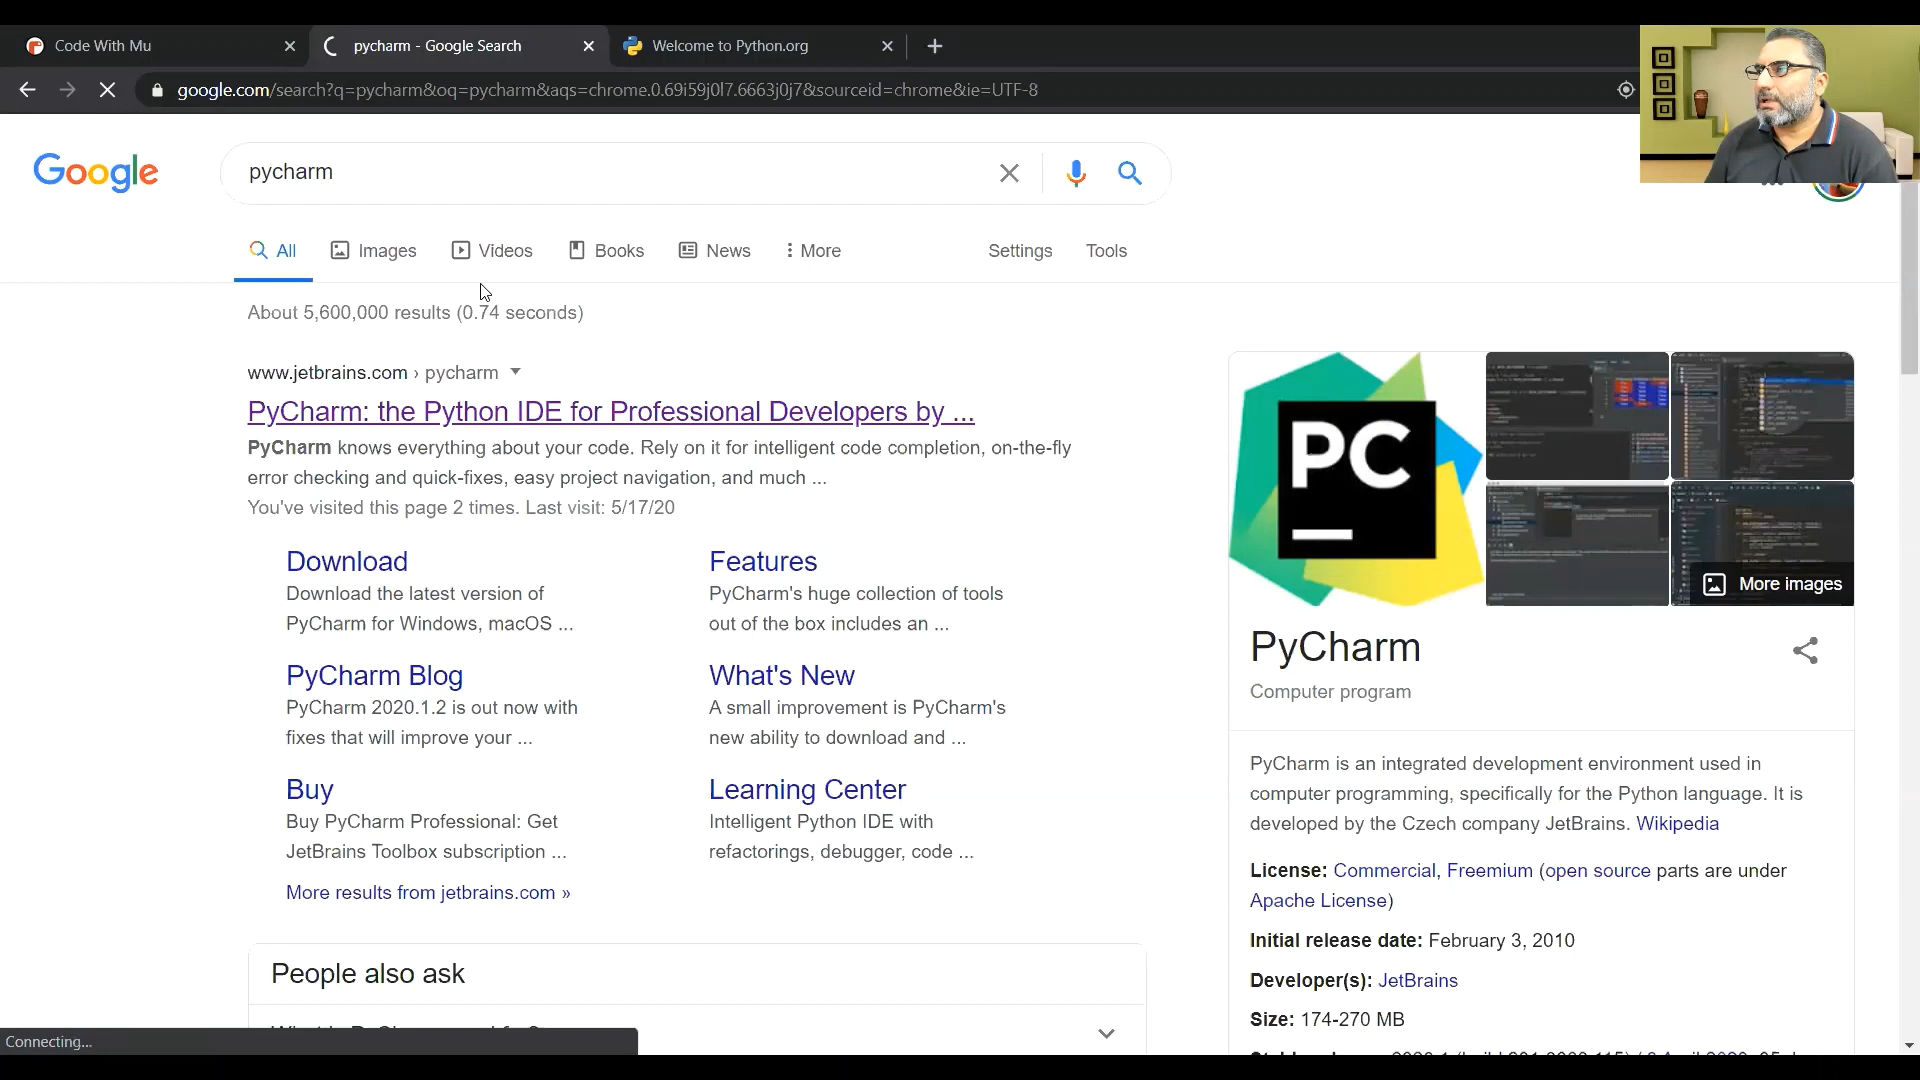 Code With Mu
pycharm - Google Search
Welcome to Python.org
google.com/search?q=pycharm&oq=pycharm&aqs=chrome.0.69i59j0l7.6663j0j7&sourceid=chrome&ie=UTF-8
Google
pycharm
All
Images
Videos
Books
News
More
Settings
Tools
About 5,600,000 results (0.74 seconds)
www.jetbrains.com › pycharm
PyCharm: the Python IDE for Professional Developers by ...
PyCharm knows everything about your code. Rely on it for intelligent code completion, on-the-fly
error checking and quick-fixes, easy project navigation, and much ...
You've visited this page 2 times. Last visit: 5/17/20
Download
Download the latest version of
PyCharm for Windows, macOS ...
Features
PyCharm's huge collection of tools
out of the box includes an ...
PyCharm Blog
PyCharm 2020.1.2 is out now with
fixes that will improve your ...
What's New
A small improvement is PyCharm's
new ability to download and ...
Buy
Buy PyCharm Professional: Get
JetBrains Toolbox subscription ...
Learning Center
Intelligent Python IDE with
refactorings, debugger, code ...
More results from jetbrains.com »
People also ask
Connecting...
PC
More images
PyCharm
Computer program
PyCharm is an integrated development environment used in
computer programming, specifically for the Python language. It is
developed by the Czech company JetBrains. Wikipedia
License: Commercial, Freemium (open source parts are under
Apache License)
Initial release date: February 3, 2010
Developer(s): JetBrains
Size: 174-270 MB